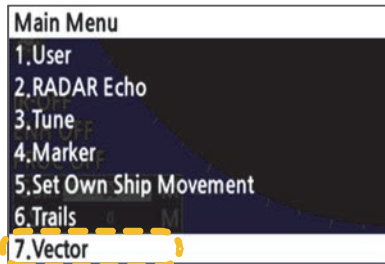 Main Menu
1.User
2.RADAR Echo
3.Tune
4.Marker
5.Set Own Ship Movement
6.Trails
7.Vector